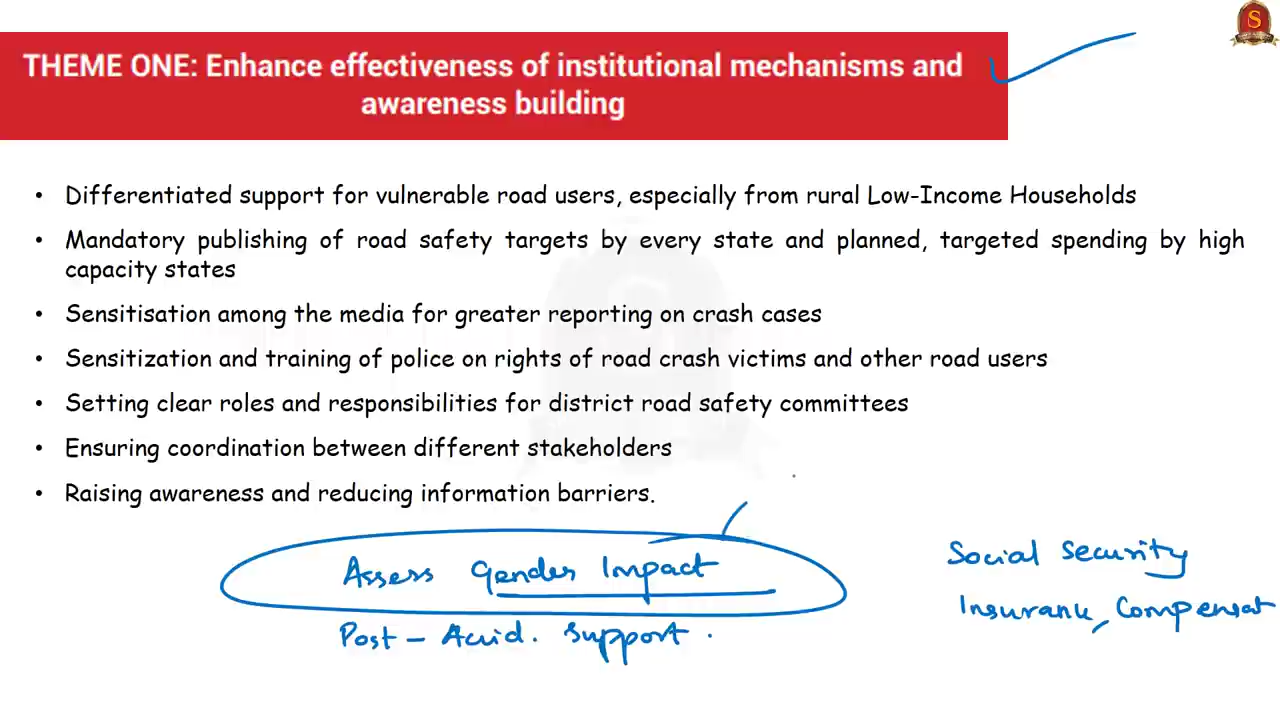 THEME ONE: Enhance effectiveness of institutional mechanisms and
awareness building
• Differentiated support for vulnerable road users, especially from rural Low-Income Households
• Mandatory publishing of road safety targets by every state and planned, targeted spending by high
capacity states
• Sensitisation among the media for greater reporting on crash cases
• Sensitization and training of police on rights of road crash victims and other road users
• Setting clear roles and responsibilities for district road safety committees
• Ensuring coordination between different stakeholders
• Raising awareness and reducing information barriers.
Assess Gender Impact
Post - Accid. Support.
Social Security
Insurance, Compensat
S